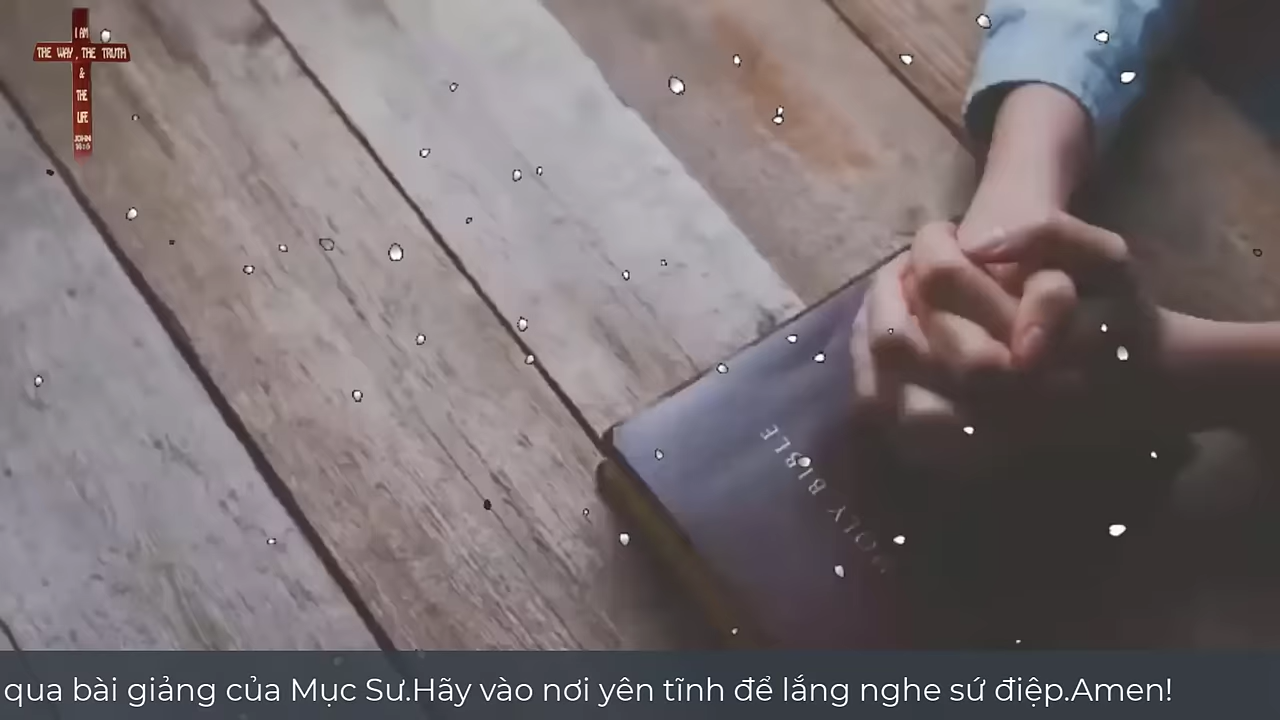 I AM
THE WAY, THE TRUTH
&
THE
LIFE
JOHN
HOLY BIBLE
qua bài giảng của Mục Sư.Hãy vào nơi yên tĩnh để lắng nghe sứ điệp.Amen!